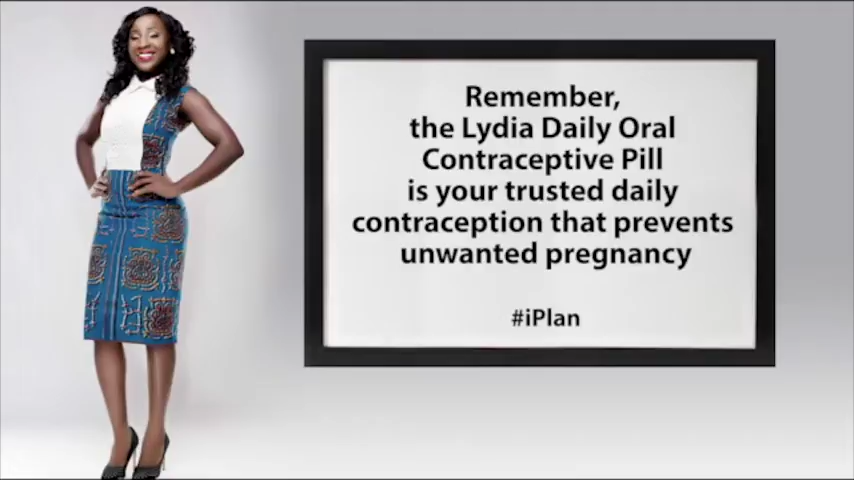 Remember,
the Lydia Daily Oral
Contraceptive Pill
is your trusted daily
contraception that prevents
unwanted pregnancy
#iPlan